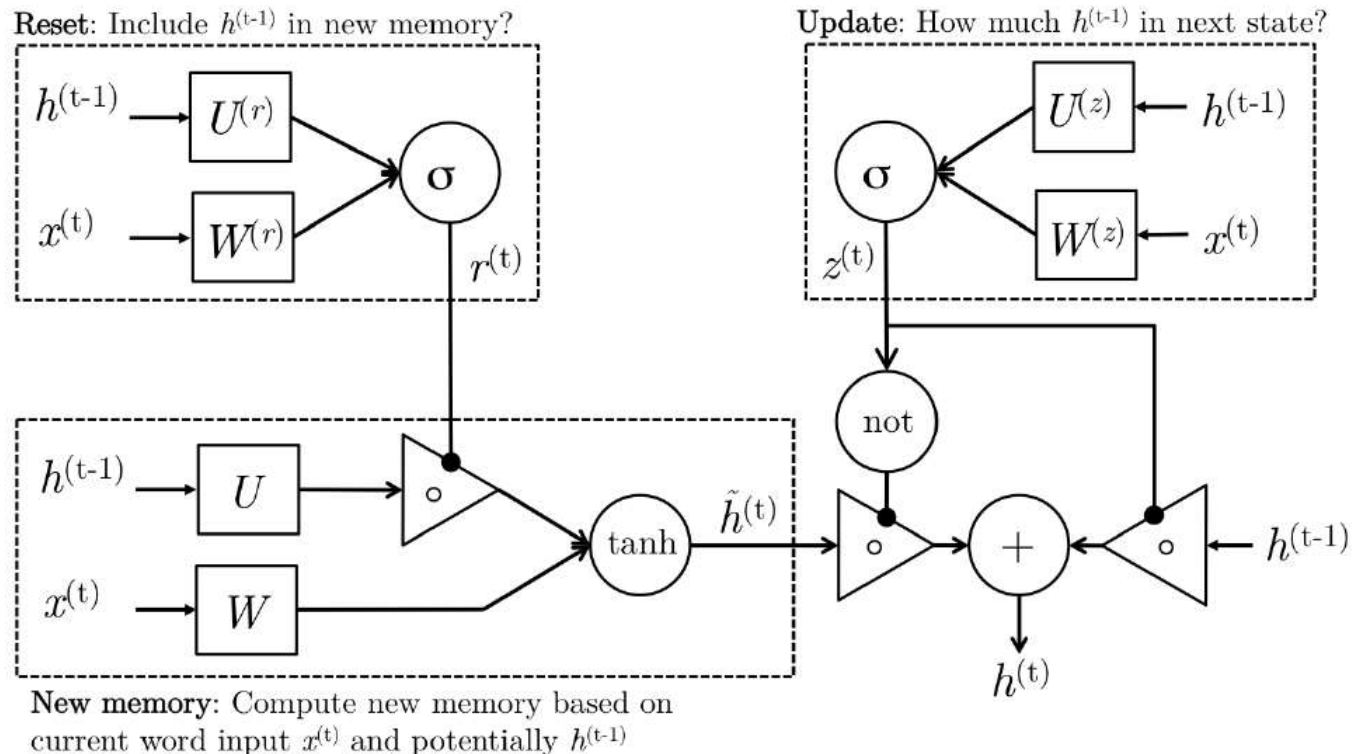 Reset: Include h^(t-1) in new memory?
Update: How much h^(t-1) in next state?
h^(t-1)
U^(r)
σ
x^(t)
W^(r)
r^(t)
σ
U^(z)
h^(t-1)
W^(z)
x^(t)
z^(t)
not
h^(t-1)
U
∘
tanh
h̃^(t)
∘
+
∘
h^(t-1)
x^(t)
W
h^(t)
New memory: Compute new memory based on
current word input x^(t) and potentially h^(t-1)